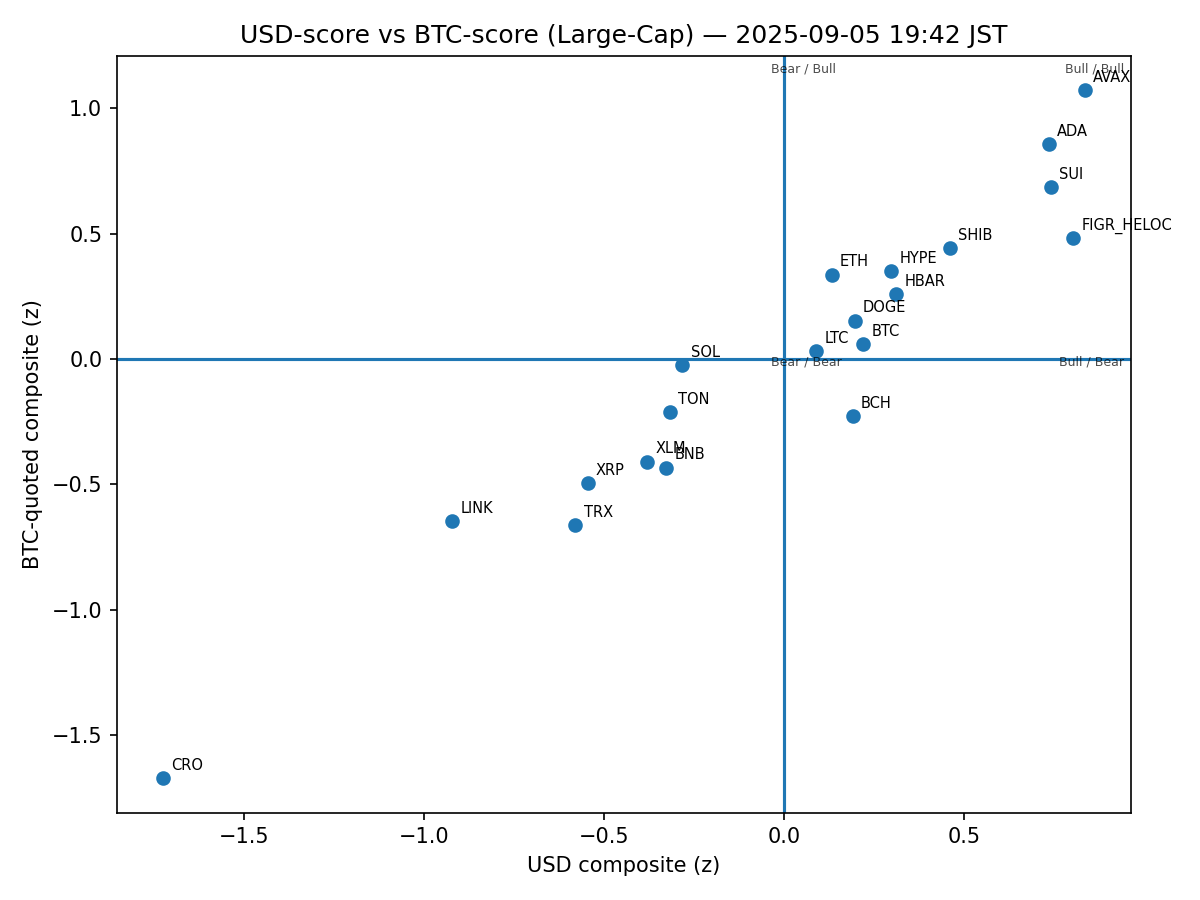 USD-score vs BTC-score (Large-Cap) — 2025-09-05 19:42 JST
Bear / Bull
Bull / Bull
AVAX
1.0
ADA
SUI
0.5
FIGR_HELOC
SHIB
ETH
HYPE
HBAR
DOGE
BTC
LTC
SOL
0.0
Bear / Bear
Bull / Bear
TON
BCH
XLM
BNB
XRP
−0.5
LINK
TRX
−1.0
−1.5
CRO
BTC-quoted composite (z)
−1.5
−1.0
−0.5
0.0
0.5
USD composite (z)